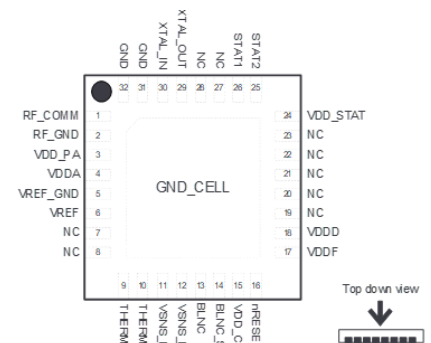 XTAL_IN
XTAL_OUT
GND
GND
NC
NC
STAT1
STAT2
32 31 30 29 28 27 26 25
RF_COMM 1
RF_GND 2
VDD_PA 3
VDDA 4
VREF_GND 5
VREF 6
NC 7
NC 8
GND_CELL
24 VDD_STAT
23 NC
22 NC
21 NC
20 NC
19 NC
18 VDDD
17 VDDF
9 10 11 12 13 14 15 16
BLNC
Top down view